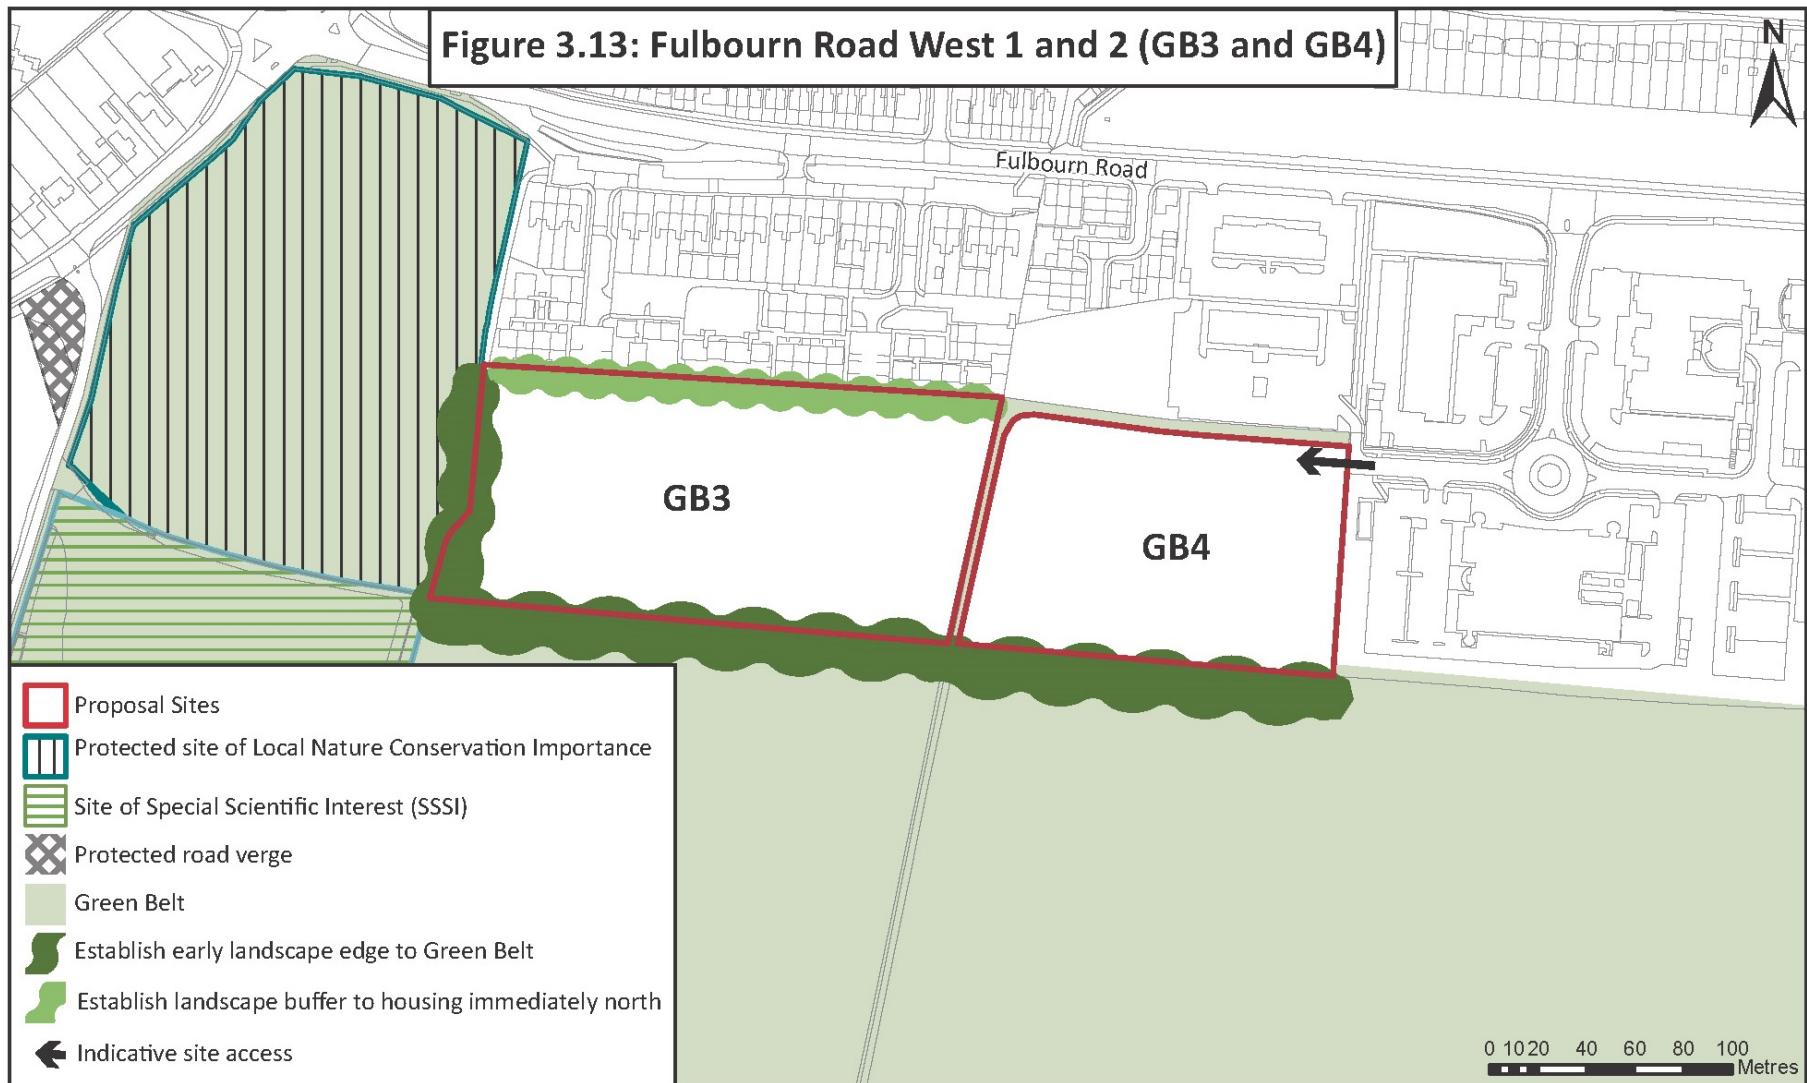 Figure 3.13: Fulbourn Road West 1 and 2 (GB3 and GB4)
N
Fulbourn Road
GB3
GB4
Proposal Sites
Protected site of Local Nature Conservation Importance
Site of Special Scientific Interest (SSSI)
Protected road verge
Green Belt
Establish early landscape edge to Green Belt
Establish landscape buffer to housing immediately north
Indicative site access
0 10 20 40 60 80 100
Metres